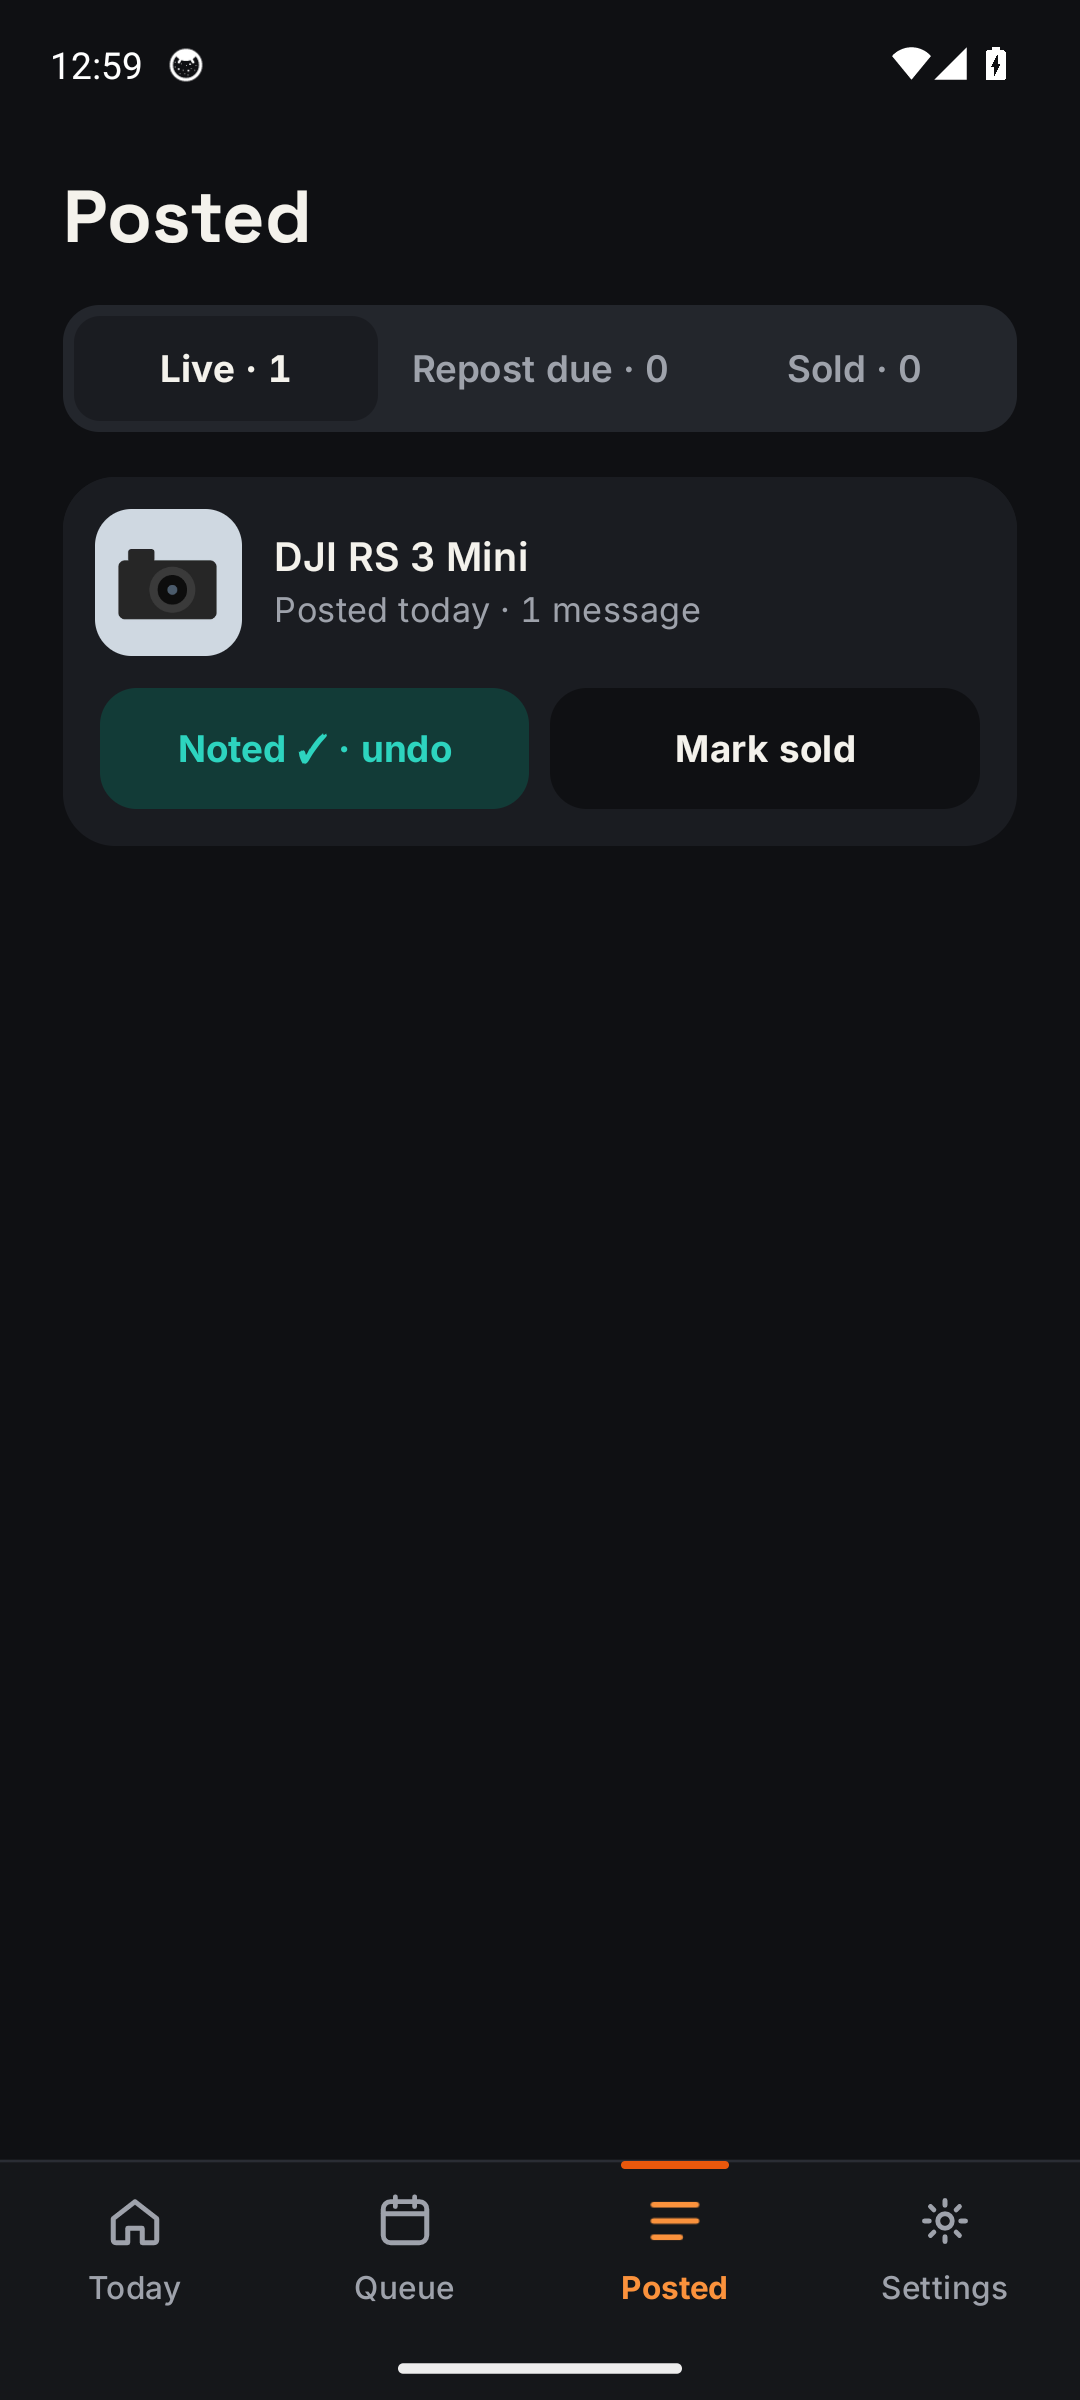 12:59
Posted
Live · 1
Repost due · 0
Sold · 0
DJI RS 3 Mini
Posted today · 1 message
Noted ✓ · undo
Mark sold
Today
Queue
Posted
Settings